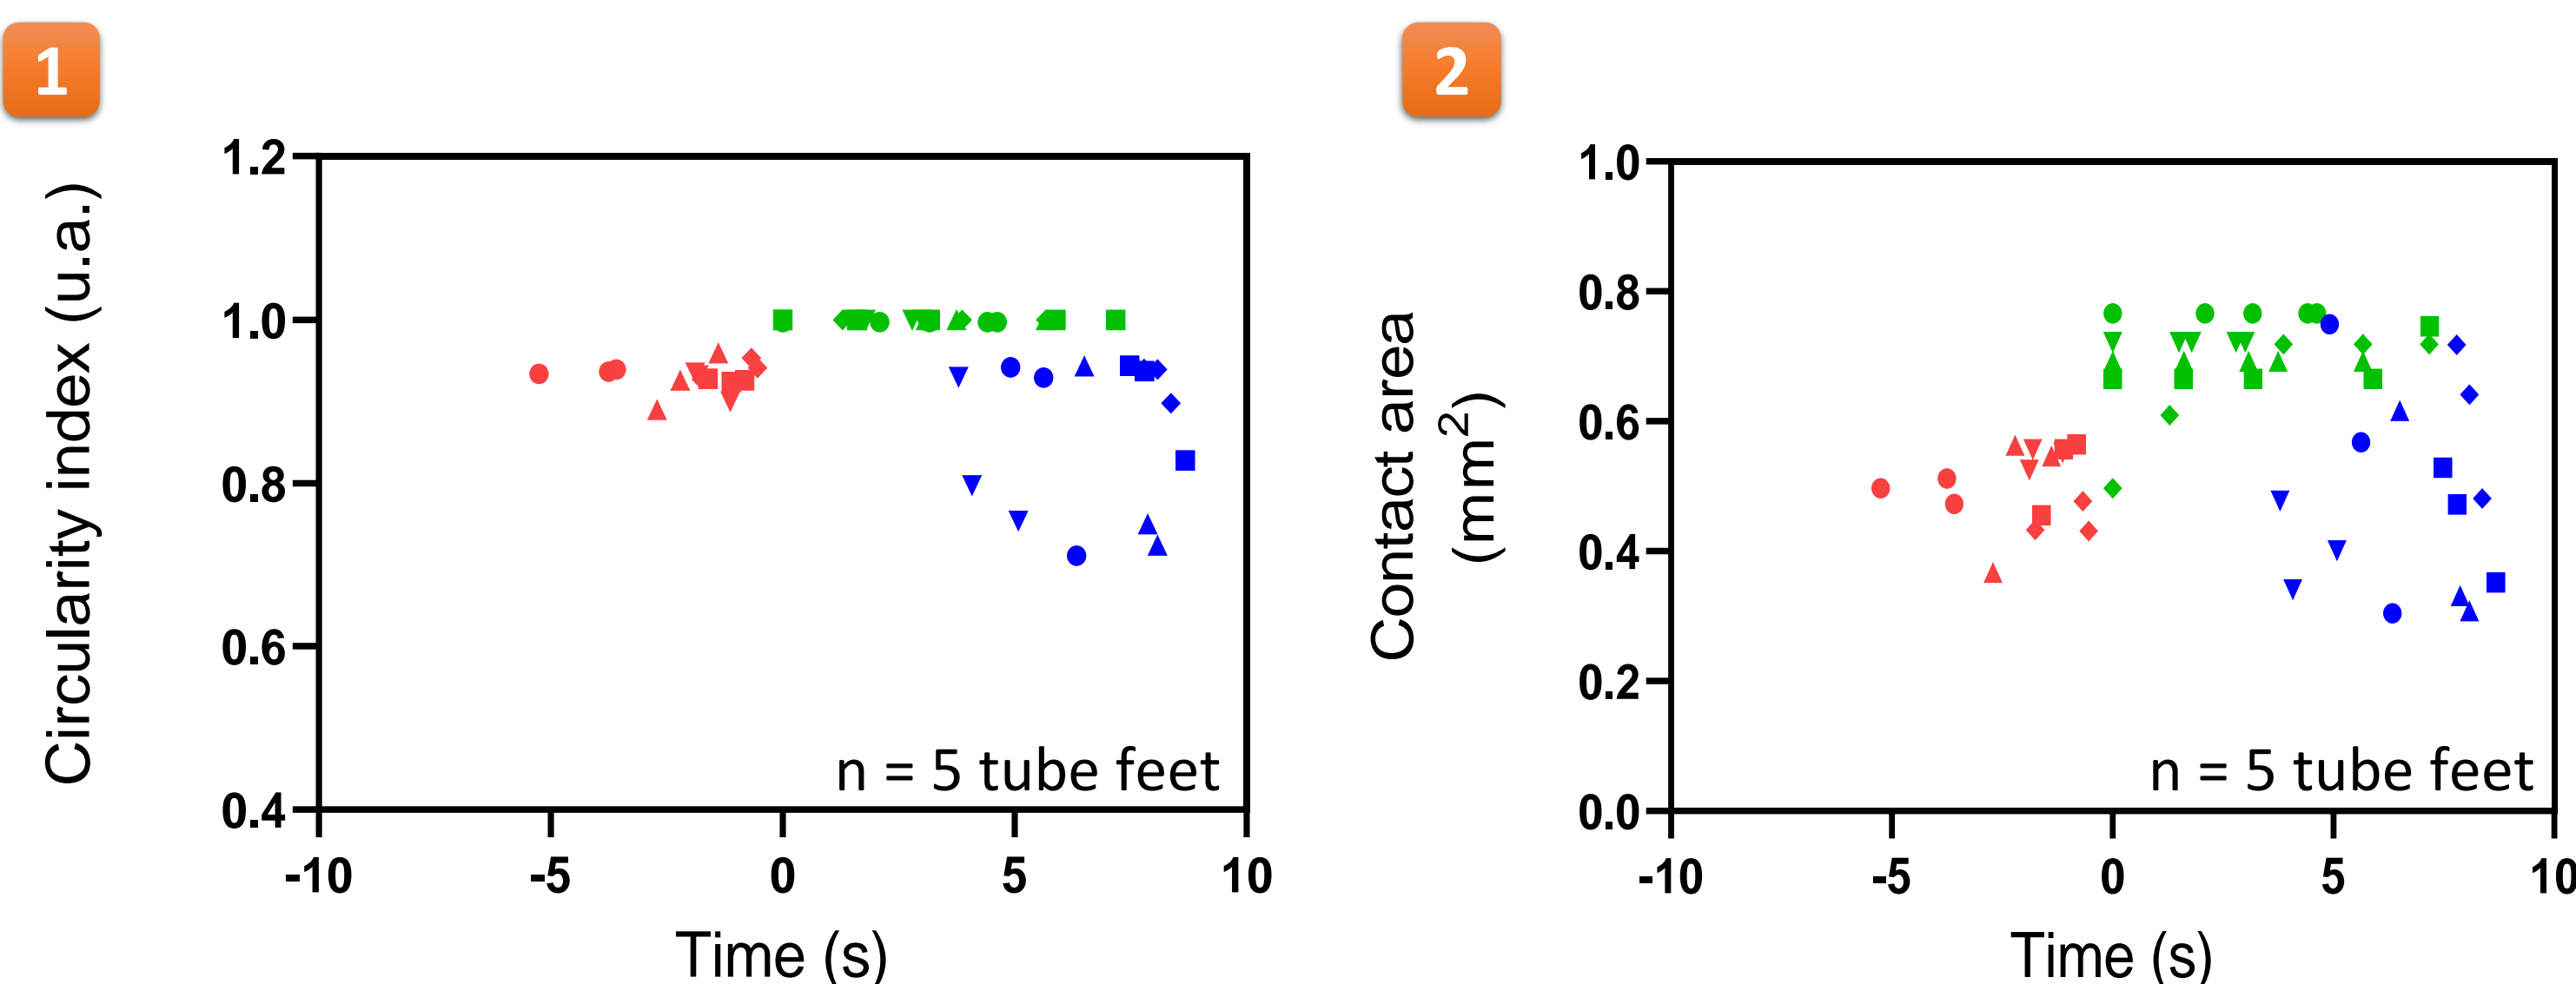 1
Circularity index (u.a.)
1.2
1.0
0.8
0.6
0.4
n = 5 tube feet
-10 -5 0 5 10
Time (s)
2
Contact area
(mm²)
1.0
0.8
0.6
0.4
0.2
0.0
n = 5 tube feet
-10 -5 0 5 10
Time (s)